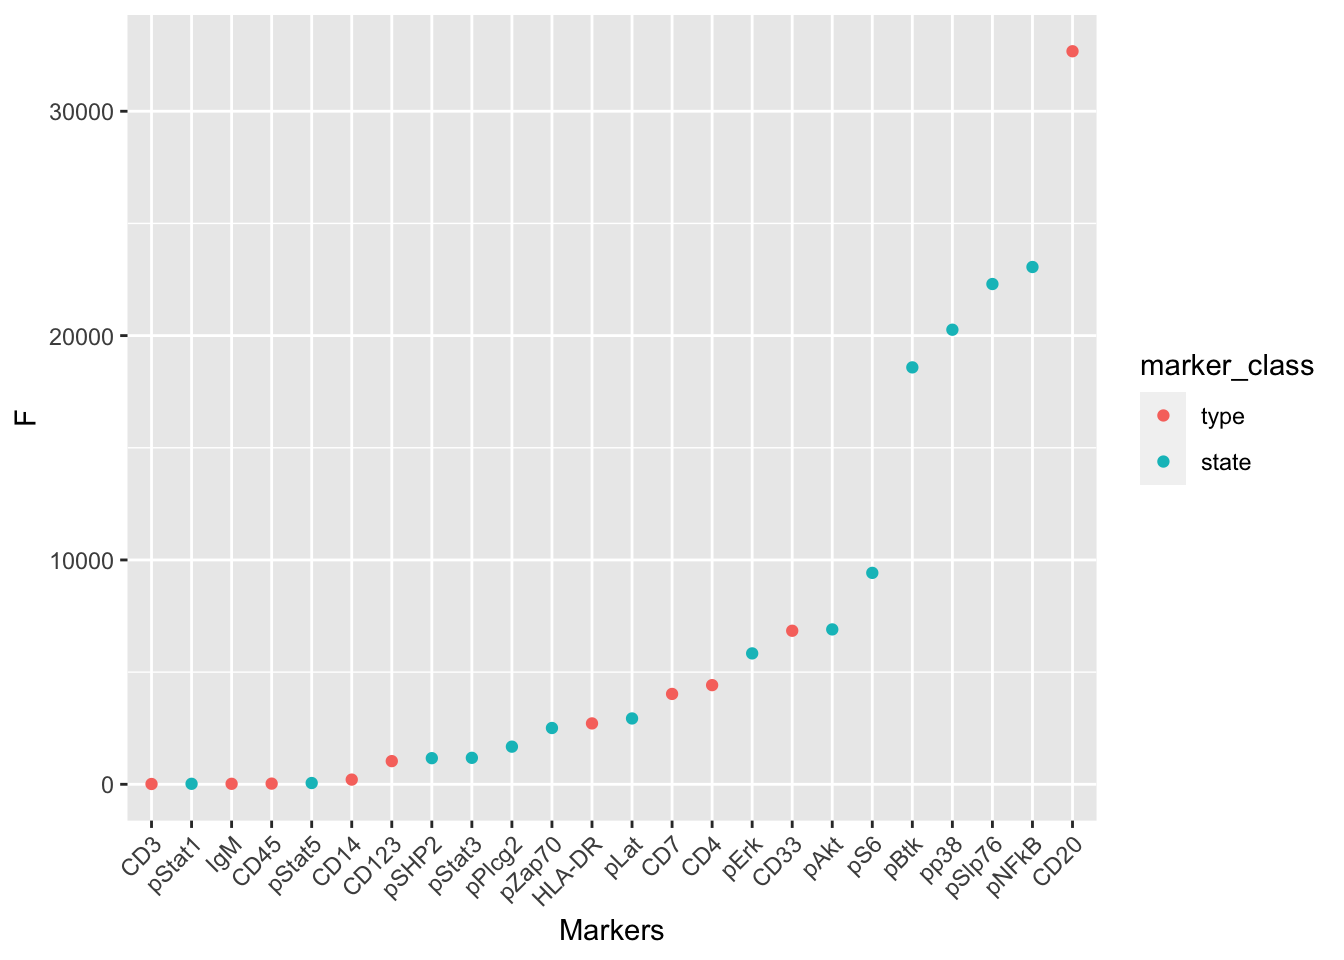 30000
20000
10000
0
F
CD3
pStat1
IgM
CD45
pStat5
CD14
CD123
pSHP2
pStat3
pPlcg2
pZap70
HLA-DR
pLat
CD7
CD4
pErk
CD33
pAkt
pS6
pBtk
pp38
pSlp76
pNFkB
CD20
Markers
marker_class
type
state